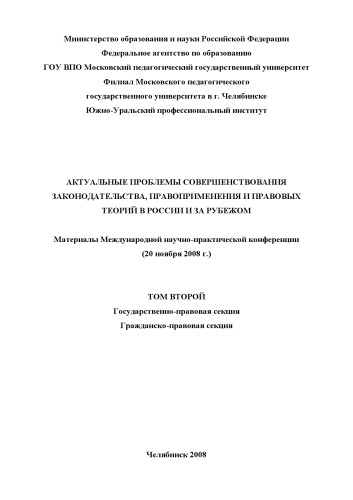 Министерство образования и науки Российской Федерации
Федеральное агентство по образованию
ГОУ ВПО Московский педагогический государственный университет
Филиал Московского педагогического
государственного университета в г. Челябинске
Южно-Уральский профессиональный институт
АКТУАЛЬНЫЕ ПРОБЛЕМЫ СОВЕРШЕНСТВОВАНИЯ
ЗАКОНОДАТЕЛЬСТВА, ПРАВОПРИМЕНЕНИЯ И ПРАВОВЫХ
ТЕОРИЙ В РОССИИ И ЗА РУБЕЖОМ
Материалы Международной научно-практической конференции
(20 ноября 2008 г.)
ТОМ ВТОРОЙ
Государственно-правовая секция
Гражданско-правовая секция
Челябинск 2008